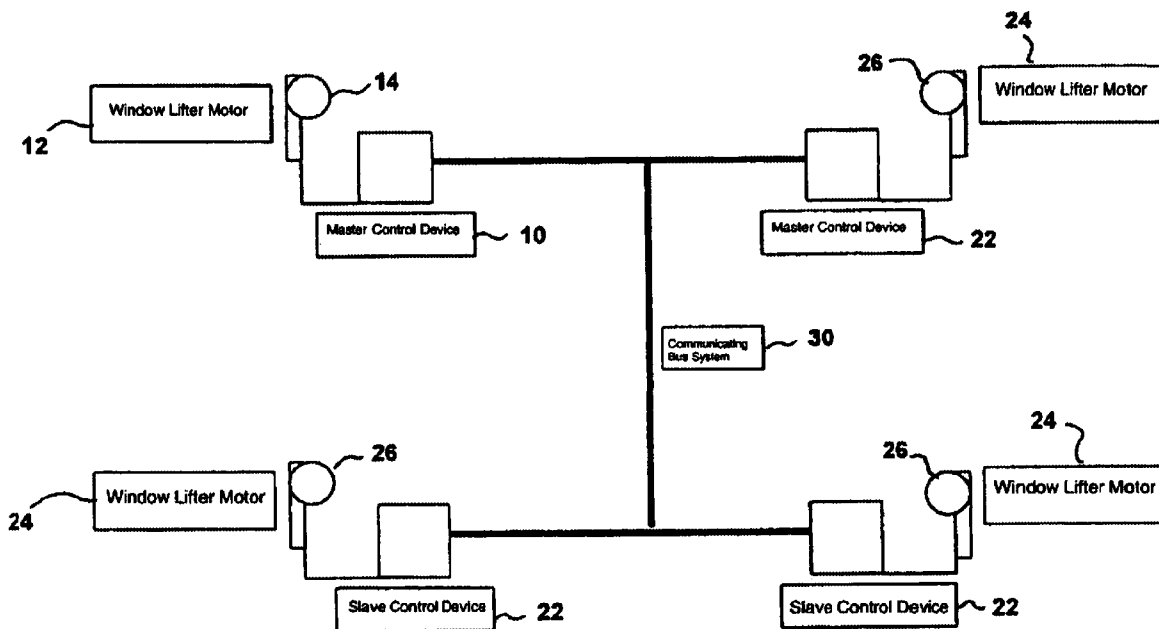 24
14
26
Window Lifter Motor
Window Lifter Motor
12
Master Control Device
10
Master Control Device
22
Communicating
Bus System
30
24
26
26
Window Lifter Motor
Window Lifter Motor
24
Slave Control Device
22
Slave Control Device
22